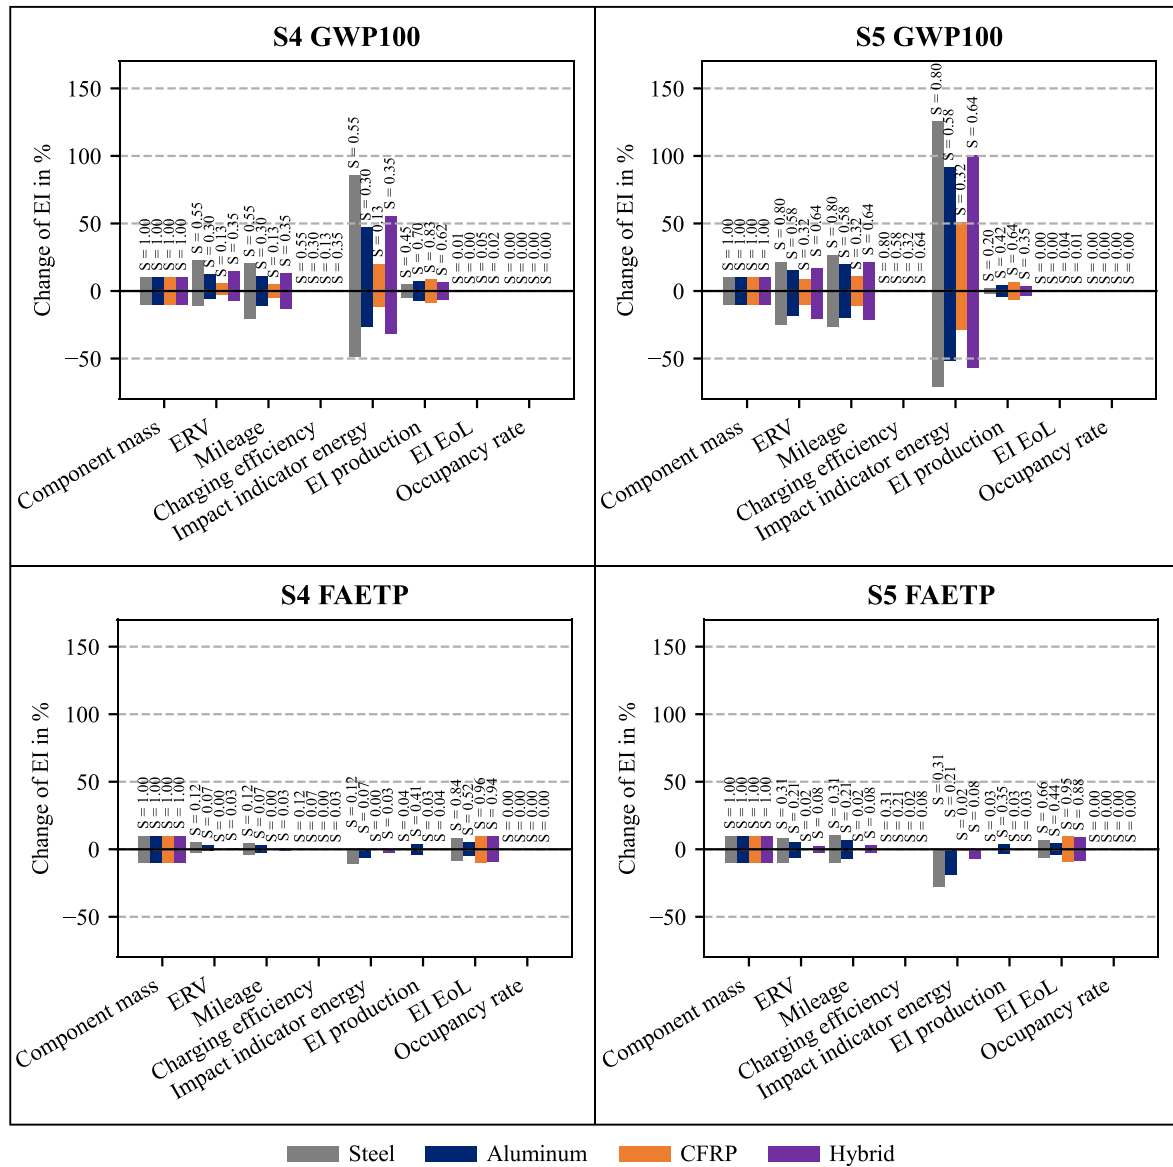 S4 GWP100
Change of EI in %
150
100
50
0
−50
S = 1.00
S = 1.00
S = 1.00
S = 1.00
S = 0.55
S = 0.30
S = 0.13
S = 0.35
S = 0.55
S = 0.30
S = 0.13
S = 0.35
S = 0.55
S = 0.30
S = 0.13
S = 0.35
S = 0.55
S = 0.30
S = 0.13
S = 0.35
S = 0.45
S = 0.70
S = 0.83
S = 0.62
S = 0.01
S = 0.00
S = 0.05
S = 0.02
S = 0.00
S = 0.00
S = 0.00
S = 0.00
Component mass
ERV
Mileage
Charging efficiency
Impact indicator energy
EI production
EI EoL
Occupancy rate
S5 GWP100
Change of EI in %
150
100
50
0
−50
S = 1.00
S = 1.00
S = 1.00
S = 1.00
S = 0.80
S = 0.58
S = 0.32
S = 0.64
S = 0.80
S = 0.58
S = 0.32
S = 0.64
S = 0.80
S = 0.58
S = 0.32
S = 0.64
S = 0.80
S = 0.58
S = 0.32
S = 0.64
S = 0.20
S = 0.42
S = 0.64
S = 0.35
S = 0.00
S = 0.00
S = 0.04
S = 0.01
S = 0.00
S = 0.00
S = 0.00
S = 0.00
Component mass
ERV
Mileage
Charging efficiency
Impact indicator energy
EI production
EI EoL
Occupancy rate
S4 FAETP
Change of EI in %
150
100
50
0
−50
S = 1.00
S = 1.00
S = 1.00
S = 1.00
S = 0.12
S = 0.07
S = 0.00
S = 0.03
S = 0.12
S = 0.07
S = 0.00
S = 0.03
S = 0.12
S = 0.07
S = 0.00
S = 0.03
S = 0.12
S = 0.07
S = 0.00
S = 0.03
S = 0.04
S = 0.41
S = 0.03
S = 0.04
S = 0.84
S = 0.52
S = 0.96
S = 0.94
S = 0.00
S = 0.00
S = 0.00
S = 0.00
Component mass
ERV
Mileage
Charging efficiency
Impact indicator energy
EI production
EI EoL
Occupancy rate
S5 FAETP
Change of EI in %
150
100
50
0
−50
S = 1.00
S = 1.00
S = 1.00
S = 1.00
S = 0.31
S = 0.21
S = 0.02
S = 0.08
S = 0.31
S = 0.21
S = 0.02
S = 0.08
S = 0.31
S = 0.21
S = 0.02
S = 0.08
S = 0.31
S = 0.21
S = 0.02
S = 0.08
S = 0.03
S = 0.35
S = 0.03
S = 0.03
S = 0.66
S = 0.44
S = 0.95
S = 0.88
S = 0.00
S = 0.00
S = 0.00
S = 0.00
Component mass
ERV
Mileage
Charging efficiency
Impact indicator energy
EI production
EI EoL
Occupancy rate
Steel
Aluminum
CFRP
Hybrid